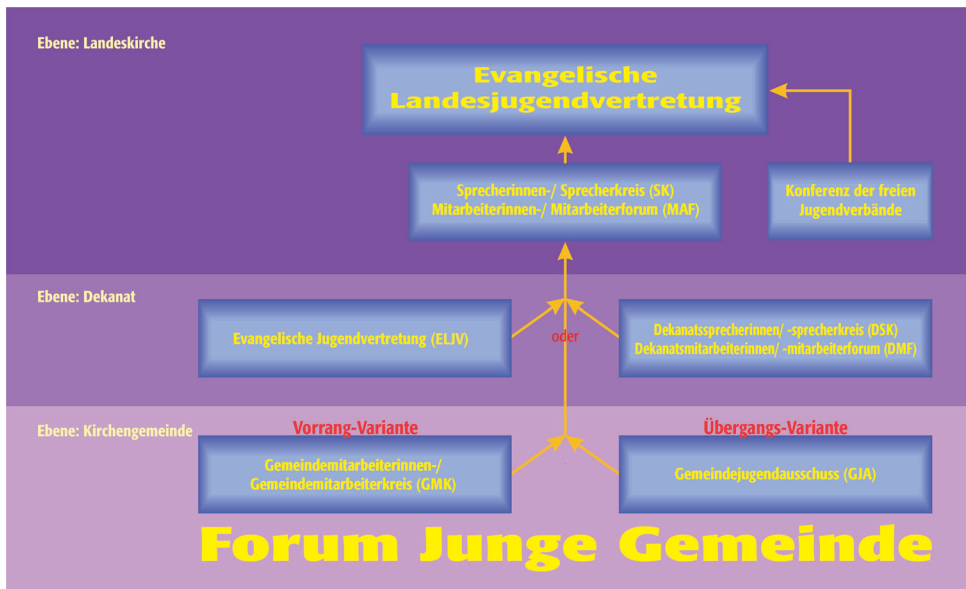 Ebene: Landeskirche
Evangelische
Landesjugendvertretung
Sprecherinnen-/ Sprecherkreis (SK)
Mitarbeiterinnen-/ Mitarbeiterforum (MAF)
Konferenz der freien
Jugendverbände
Ebene: Dekanat
Evangelische Jugendvertretung (ELJV)
oder
Dekanatssprecherinnen/ -sprecherkreis (DSK)
Dekanatsmitarbeiterinnen/ -mitarbeiterforum (DMF)
Ebene: Kirchengemeinde
Vorrang-Variante
Übergangs-Variante
Gemeindemitarbeiterinnen-/
Gemeindemitarbeiterkreis (GMK)
Gemeindejugendausschuss (GJA)
Forum Junge Gemeinde